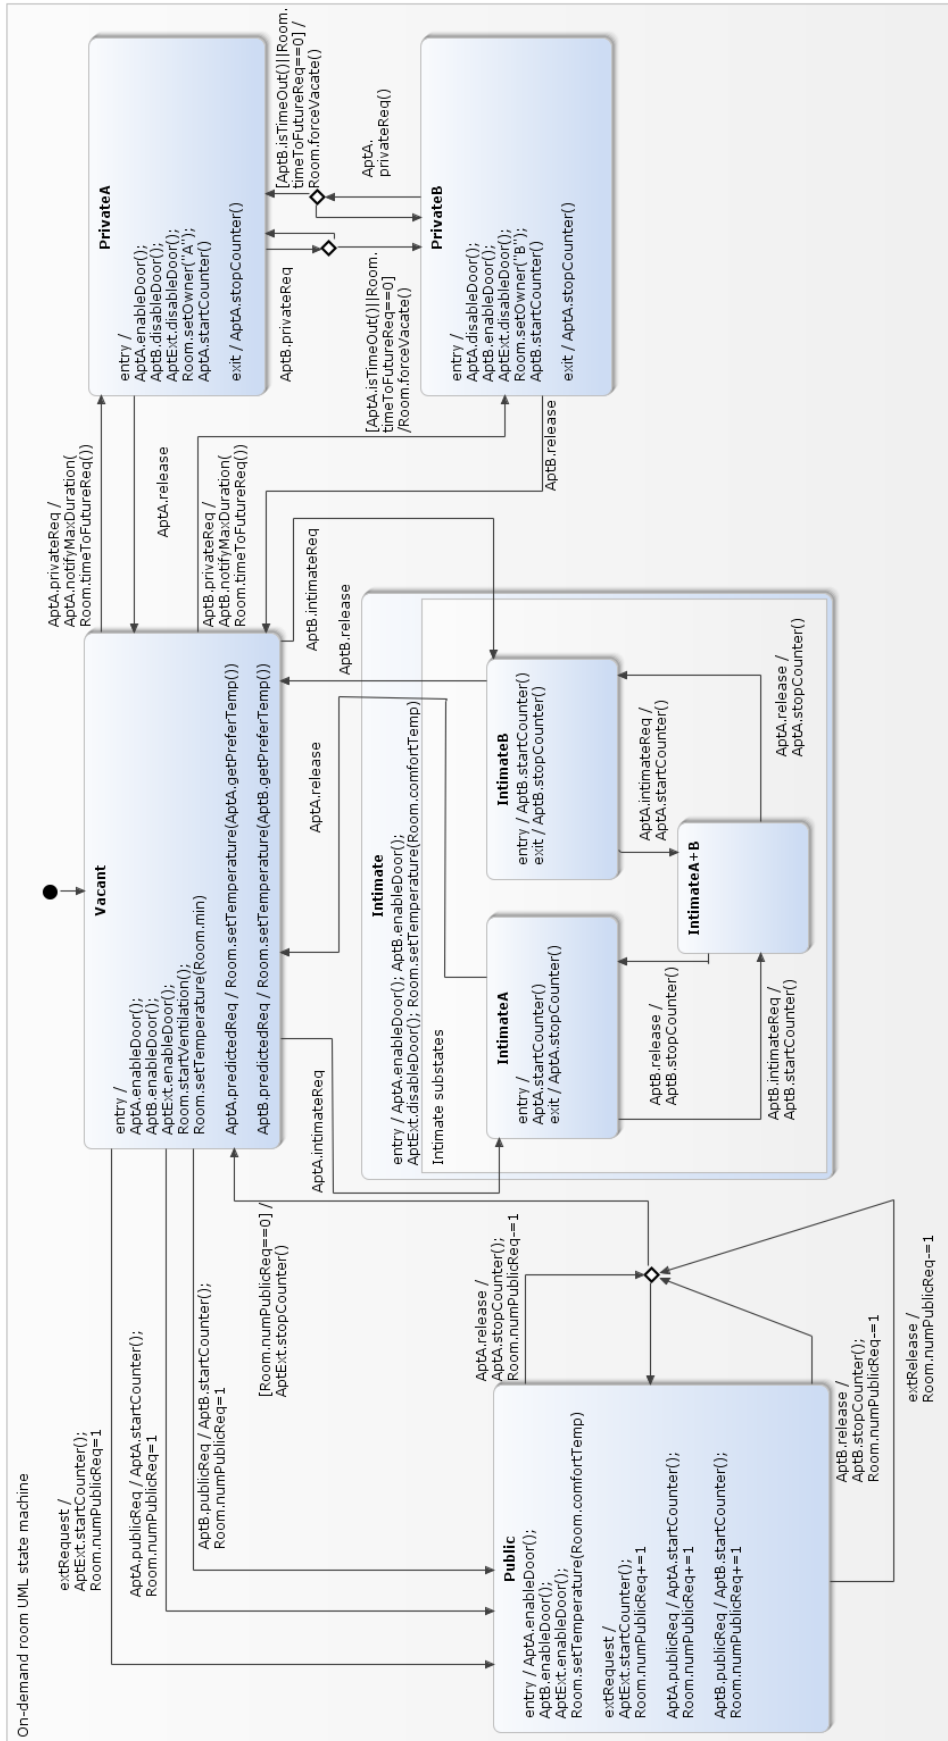 On-demand room UML state machine
extRequest /
AptExt.startCounter();
Room.numPublicReq=1
AptA.publicReq / AptA.startCounter();
Room.numPublicReq=1
AptB.publicReq / AptB.startCounter();
Room.numPublicReq=1
[Room.numPublicReq==0] /
AptExt.stopCounter()
Public
entry / AptA.enableDoor();
AptB.enableDoor();
AptExt.enableDoor();
Room.setTemperature(Room.comfortTemp)
extRequest /
AptExt.startCounter();
Room.numPublicReq+=1
AptA.publicReq / AptA.startCounter();
Room.numPublicReq+=1
AptB.publicReq / AptB.startCounter();
Room.numPublicReq+=1
AptA.release /
AptA.stopCounter();
Room.numPublicReq-=1
AptB.release /
AptB.stopCounter();
Room.numPublicReq-=1
extRelease /
Room.numPublicReq-=1
Vacant
entry /
AptA.enableDoor();
AptB.enableDoor();
AptExt.enableDoor();
Room.startVentilation();
Room.setTemperature(Room.min)
AptA.predictedReq / Room.setTemperature(AptA.getPreferTemp())
AptB.predictedReq / Room.setTemperature(AptB.getPreferTemp())
AptA.intimateReq
AptA.release
AptB.release
AptB.intimateReq
Intimate
entry / AptA.enableDoor(); AptB.enableDoor();
AptExt.disableDoor(); Room.setTemperature(Room.comfortTemp)
Intimate substates
IntimateA
entry /
AptA.startCounter()
exit / AptA.stopCounter()
IntimateB
entry / AptB.startCounter()
exit / AptB.stopCounter()
AptB.release /
AptB.stopCounter()
AptA.intimateReq /
AptA.startCounter()
IntimateA+B
AptB.intimateReq /
AptB.startCounter()
AptA.release /
AptA.stopCounter()
AptA.privateReq /
AptA.notifyMaxDuration(
Room.timeToFutureReq())
AptA.release
AptB.privateReq /
AptB.notifyMaxDuration(
Room.timeToFutureReq())
AptB.release
PrivateA
entry /
AptA.enableDoor();
AptB.disableDoor();
AptExt.disableDoor();
Room.setOwner("A");
AptA.startCounter()
exit / AptA.stopCounter()
AptB.privateReq
[AptA.isTimeOut()||Room.
timeToFutureReq==0]
/Room.forceVacate()
[AptB.isTimeOut()||Room.
timeToFutureReq==0] /
Room.forceVacate()
AptA.
privateReq()
PrivateB
entry /
AptA.disableDoor();
AptB.enableDoor();
AptExt.disableDoor();
Room.setOwner("B");
AptB.startCounter()
exit / AptA.stopCounter()